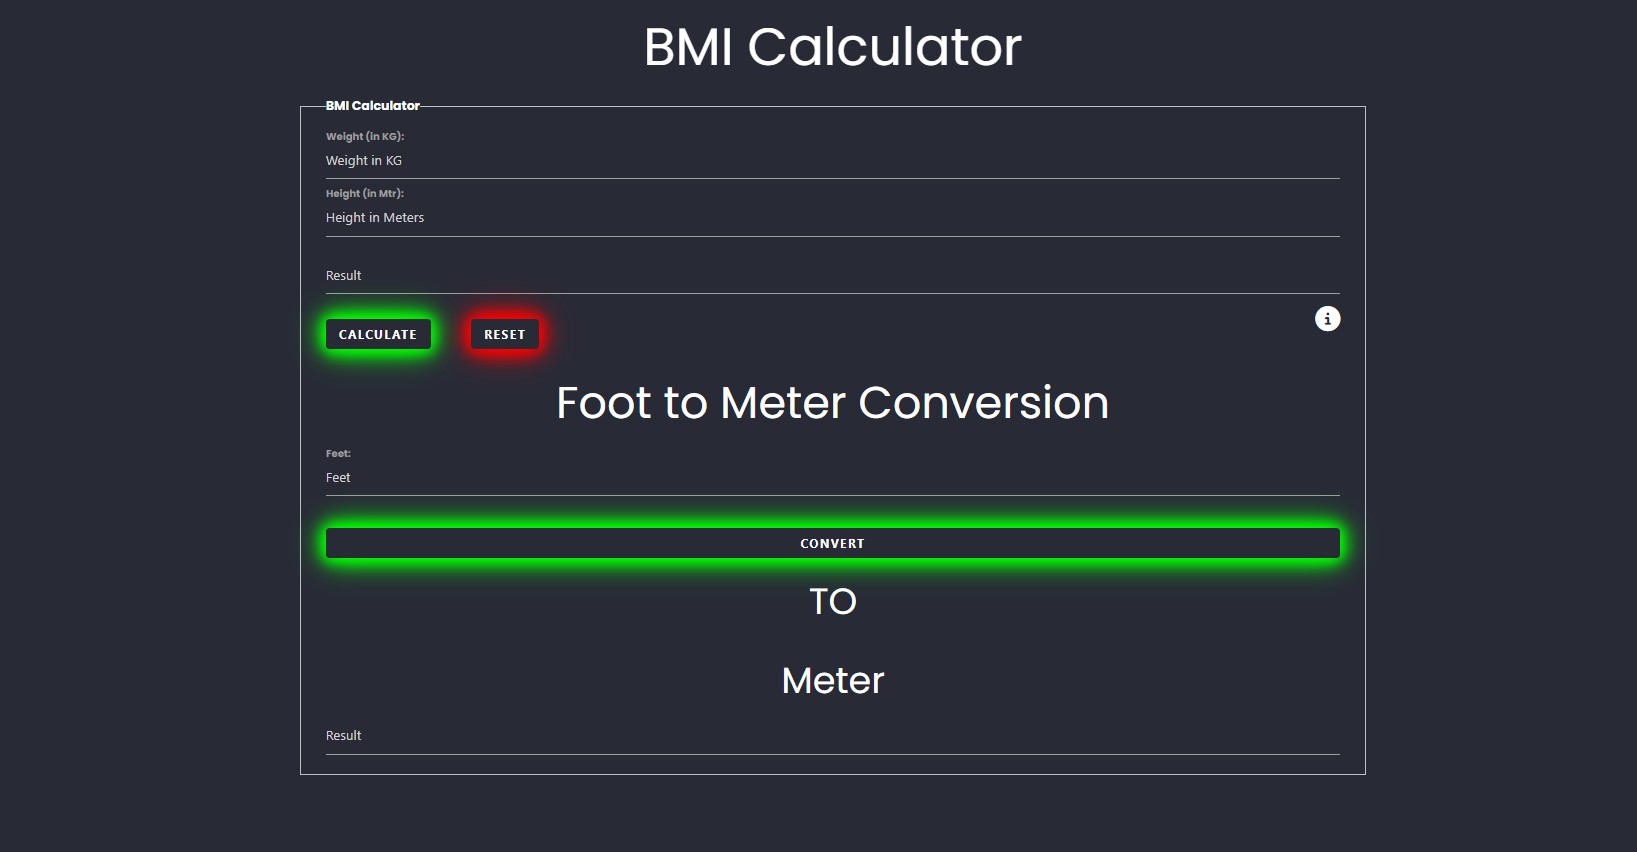 BMI Calculator
BMI Calculator
Weight (in KG):
Weight in KG
Height (in Mtr):
Height in Meters
Result
CALCULATE RESET
Foot to Meter Conversion
Feet:
Feet
CONVERT
TO
Meter
Result